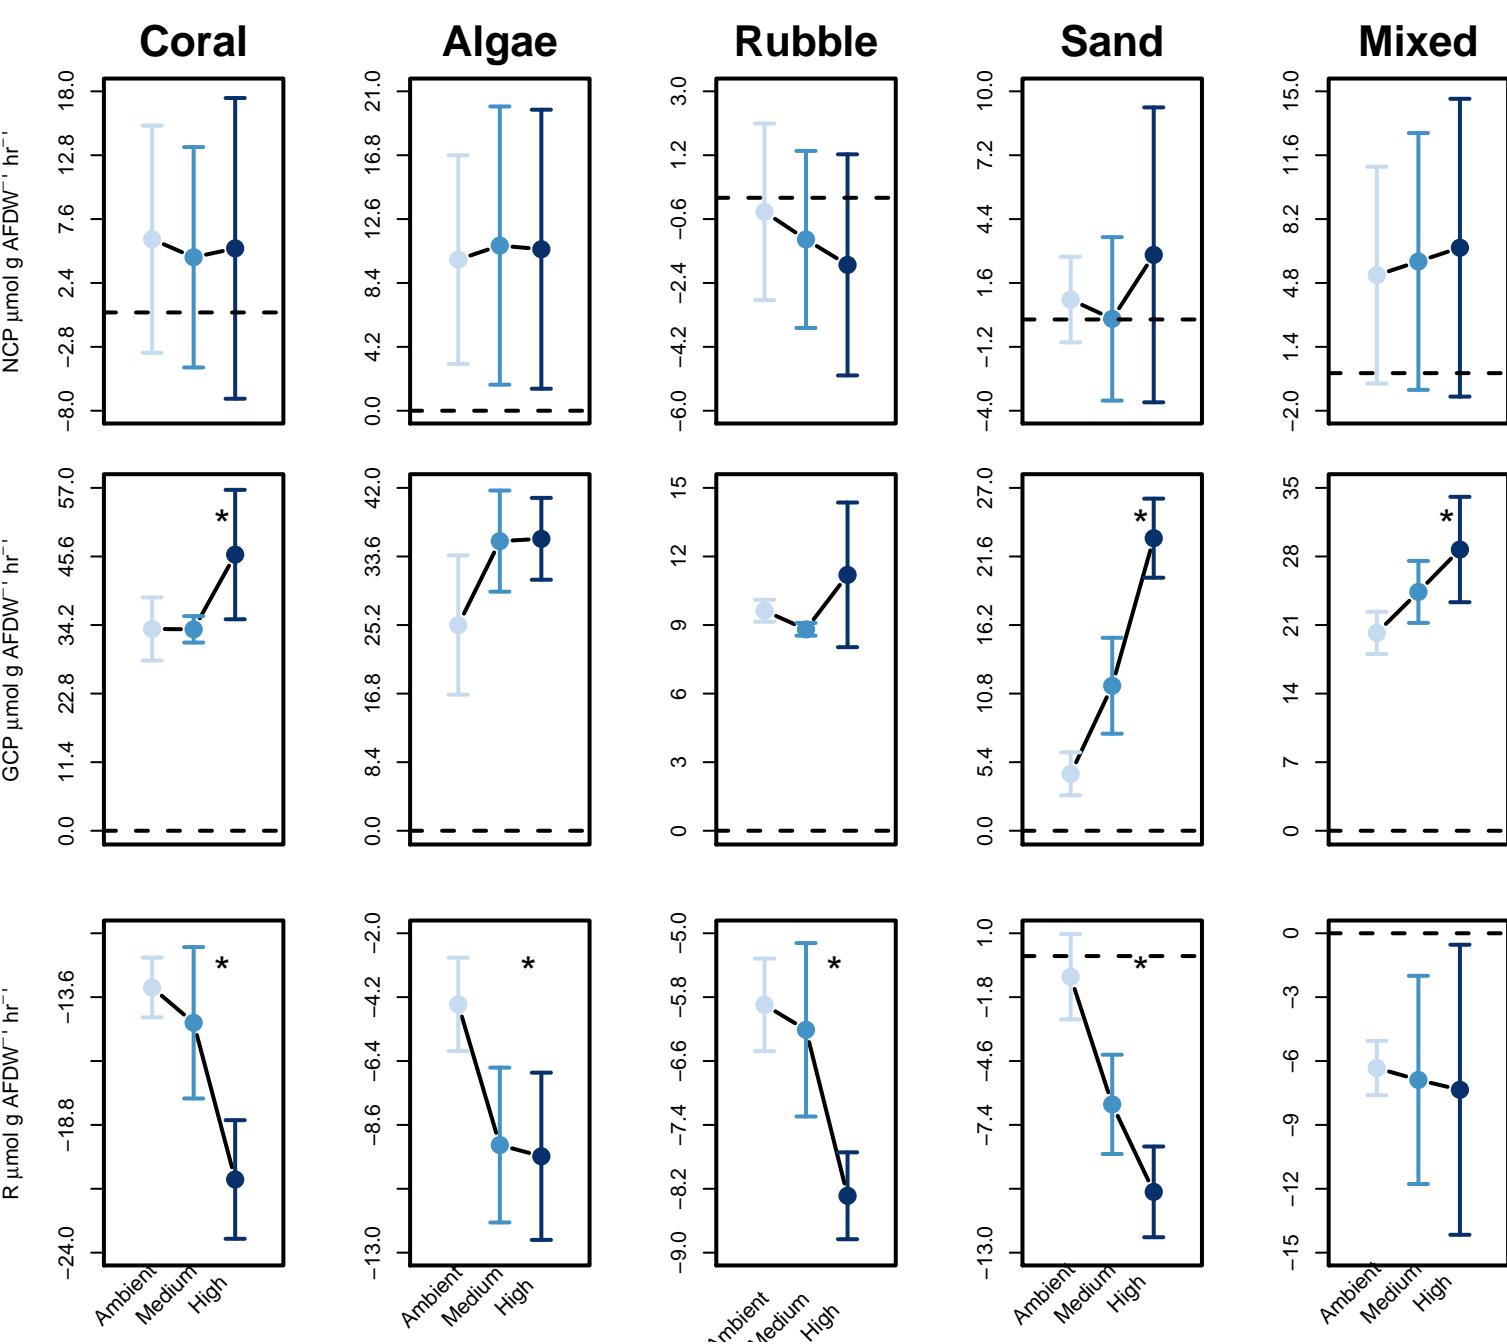 Coral Algae Rubble Sand Mixed
NCP μmol g AFDW⁻¹ hr⁻¹
18.0 12.8 7.6 2.4 −2.8 −8.0
21.0 16.8 12.6 8.4 4.2 0.0
3.0 1.2 −0.6 −2.4 −4.2 −6.0
10.0 7.2 4.4 1.6 −1.2 −4.0
15.0 11.6 8.2 4.8 1.4 −2.0
GCP μmol g AFDW⁻¹ hr⁻¹
57.0 45.6 34.2 22.8 11.4 0.0
*
42.0 33.6 25.2 16.8 8.4 0.0
15 12 9 6 3 0
27.0 21.6 16.2 10.8 5.4 0.0
*
35 28 21 14 7 0
*
R μmol g AFDW⁻¹ hr⁻¹
−13.6 −18.8 −24.0
*
−2.0 −4.2 −6.4 −8.6 −13.0
*
−5.0 −5.8 −6.6 −7.4 −8.2 −9.0
*
1.0 −1.8 −4.6 −7.4 −13.0
*
0 −3 −6 −9 −12 −15
Ambient Medium High
Ambient Medium High
Ambient Medium High
Ambient Medium High
Ambient Medium High